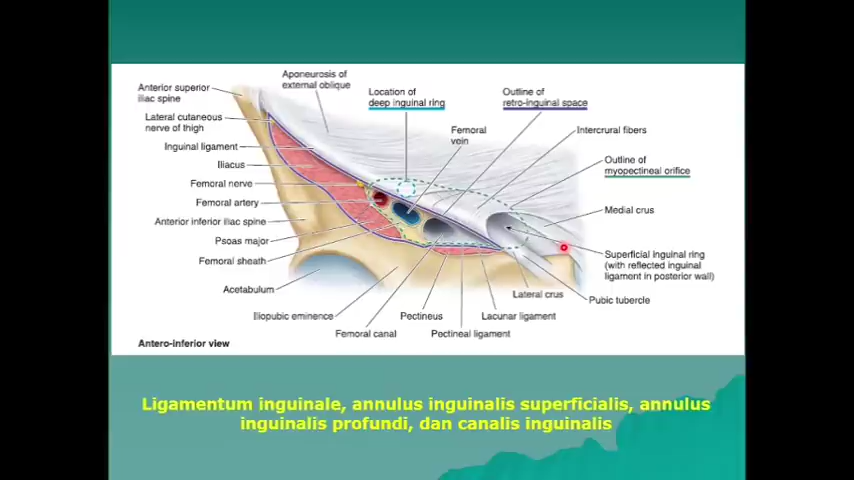 Aponeurosis of
external oblique
Anterior superior
iliac spine
Location of
deep inguinal ring
Outline of
retro-inguinal space
Lateral cutaneous
nerve of thigh
Femoral
vein
Intercrural fibers
Inguinal ligament
Iliacus
Outline of
myopectineal orifice
Femoral nerve
Femoral artery
Medial crus
Anterior inferior iliac spine
Psoas major
Femoral sheath
Superficial inguinal ring
(with reflected inguinal
ligament in posterior wall)
Acetabulum
Lateral crus
Pubic tubercle
Iliopubic eminence
Pectineus
Lacunar ligament
Femoral canal
Pectineal ligament
Antero-inferior view
Ligamentum inguinale, annulus inguinalis superficialis, annulus
inguinalis profundi, dan canalis inguinalis